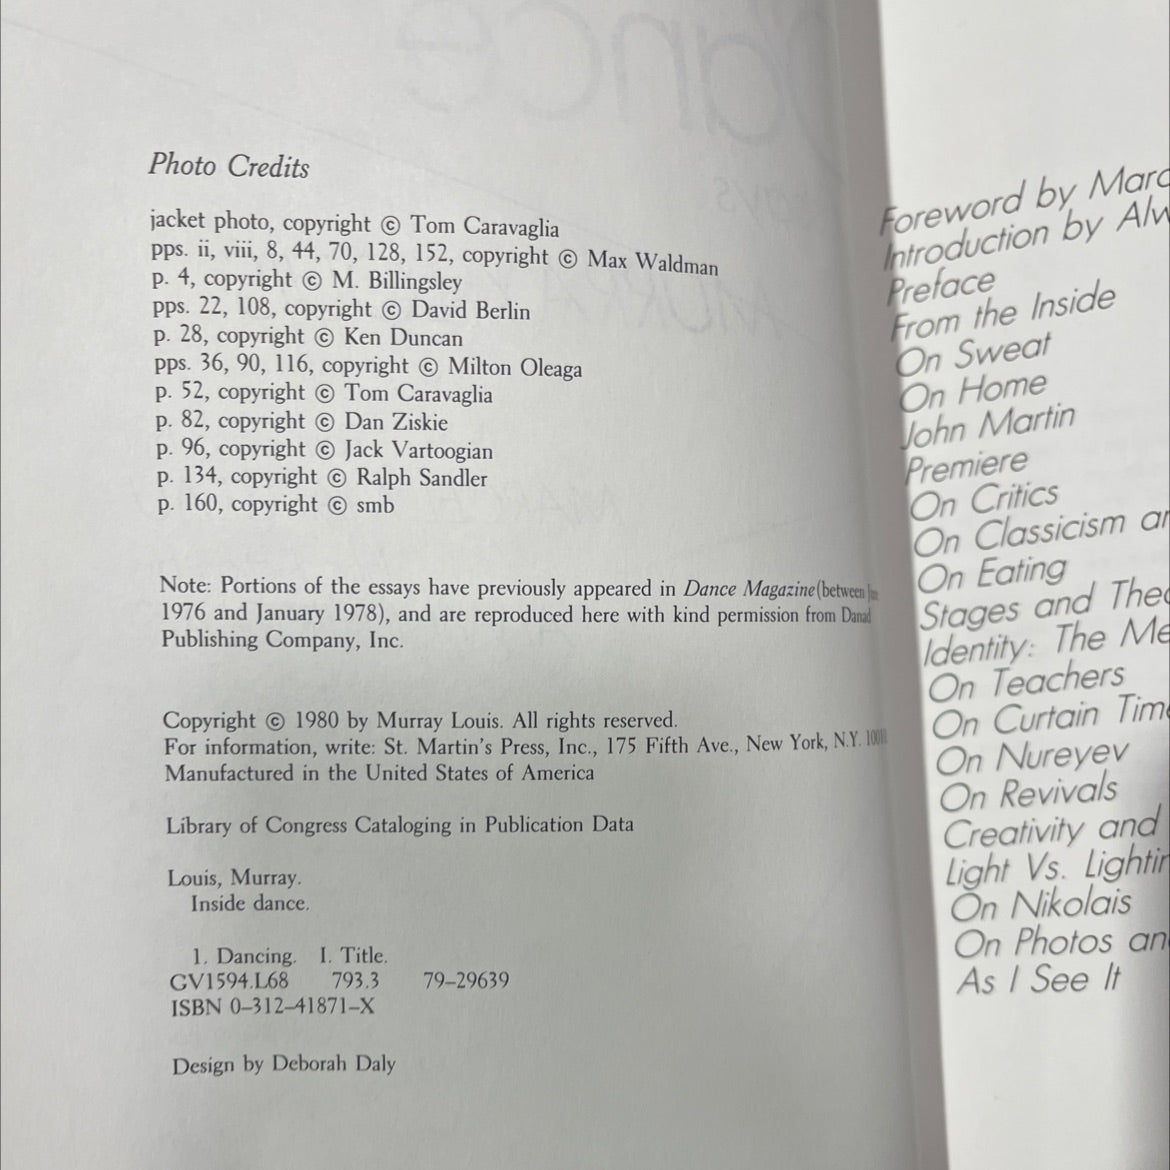 Photo Credits
jacket photo, copyright © Tom Caravaglia
pps. ii, viii, 8, 44, 70, 128, 152, copyright © Max Waldman
p. 4, copyright © M. Billingsley
pps. 22, 108, copyright © David Berlin
p. 28, copyright © Ken Duncan
pps. 36, 90, 116, copyright © Milton Oleaga
p. 52, copyright © Tom Caravaglia
p. 82, copyright © Dan Ziskie
p. 96, copyright © Jack Vartoogian
p. 134, copyright © Ralph Sandler
p. 160, copyright © smb
Note: Portions of the essays have previously appeared in Dance Magazine (between
1976 and January 1978), and are reproduced here with kind permission from Danad
Publishing Company, Inc.
Copyright © 1980 by Murray Louis. All rights reserved.
For information, write: St. Martin's Press, Inc., 175 Fifth Ave., New York, N.Y.
Manufactured in the United States of America
Library of Congress Cataloging in Publication Data
Louis, Murray.
Inside dance.
1. Dancing. I. Title.
GV1594.L68 793.3 79–29639
ISBN 0–312–41871–X
Design by Deborah Daly
Foreword by Marc
Introduction by Alw
Preface
From the Inside
On Sweat
On Home
John Martin
Premiere
On Critics
On Classicism an
On Eating
Stages and Thea
Identity: The Me
On Teachers
On Curtain Time
On Nureyev
On Revivals
Creativity and
Light Vs. Lightin
On Nikolais
On Photos and
As I See It